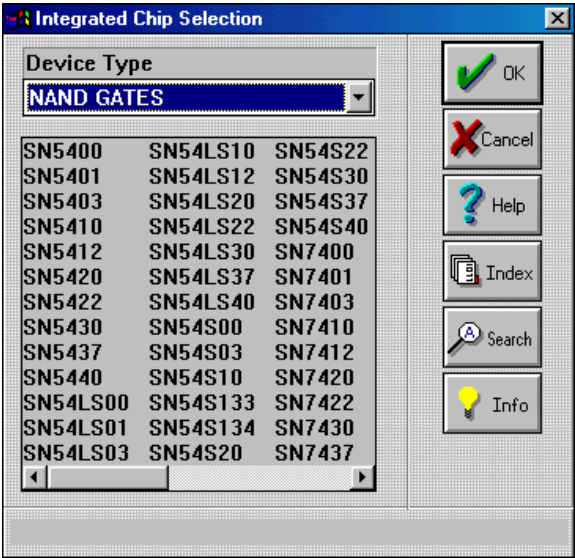 Integrated Chip Selection
Device Type
NAND GATES
SN5400 SN54LS10 SN54S22
SN5401 SN54LS12 SN54S30
SN5403 SN54LS20 SN54S37
SN5410 SN54LS22 SN54S40
SN5412 SN54LS30 SN7400
SN5420 SN54LS37 SN7401
SN5422 SN54LS40 SN7403
SN5430 SN54S00 SN7410
SN5437 SN54S03 SN7412
SN5440 SN54S10 SN7420
SN54LS00 SN54S133 SN7422
SN54LS01 SN54S134 SN7430
SN54LS03 SN54S20 SN7437
OK
Cancel
Help
Index
A
Search
Info